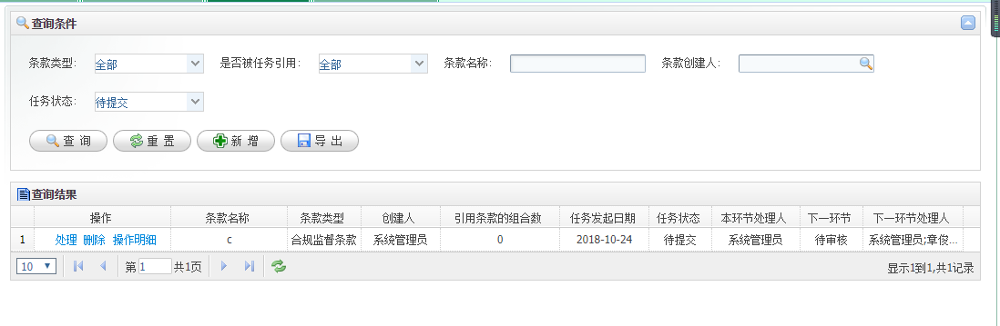 查询条件
条款类型: 全部 是否被任务引用: 全部 条款名称: 条款创建人:
任务状态: 待提交
查 询 重 置 新 增 导 出
查询结果
操作 条款名称 条款类型 创建人 引用条款的组合数 任务发起日期 任务状态 本环节处理人 下一环节 下一环节处理人
1 处理 删除 操作明细 c 合规监督条款 系统管理员 0 2018-10-24 待提交 系统管理员 待审核 系统管理员;章俊...
10 第 1 共1页 显示1到1,共1记录